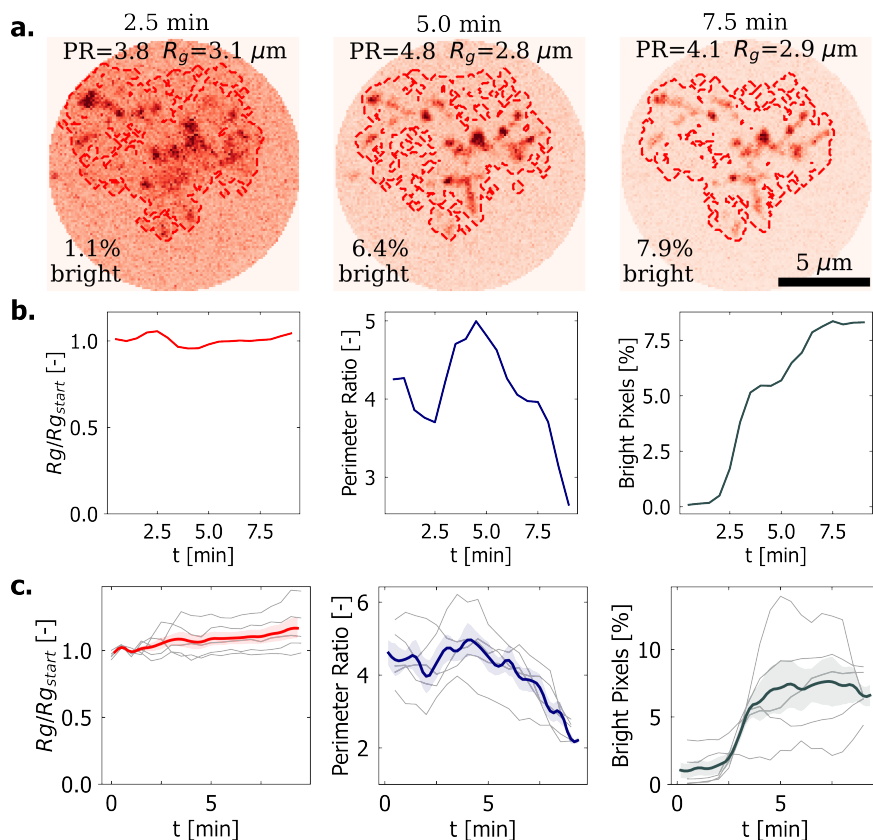 a.
2.5 min
5.0 min
7.5 min
PR=3.8 Rg=3.1 μm
PR=4.8 Rg=2.8 μm
PR=4.1 Rg=2.9 μm
1.1%
bright
6.4%
bright
7.9%
bright
5 μm
b.
Rg/Rgstart [-]
1.0
0.5
0.0
2.5 5.0 7.5
t [min]
Perimeter Ratio [-]
5
4
3
2.5 5.0 7.5
t [min]
Bright Pixels [%]
7.5
5.0
2.5
0.0
2.5 5.0 7.5
t [min]
c.
Rg/Rgstart [-]
1.0
0.5
0.0
0 5
t [min]
Perimeter Ratio [-]
6
4
2
0 5
t [min]
Bright Pixels [%]
10
5
0
0 5
t [min]